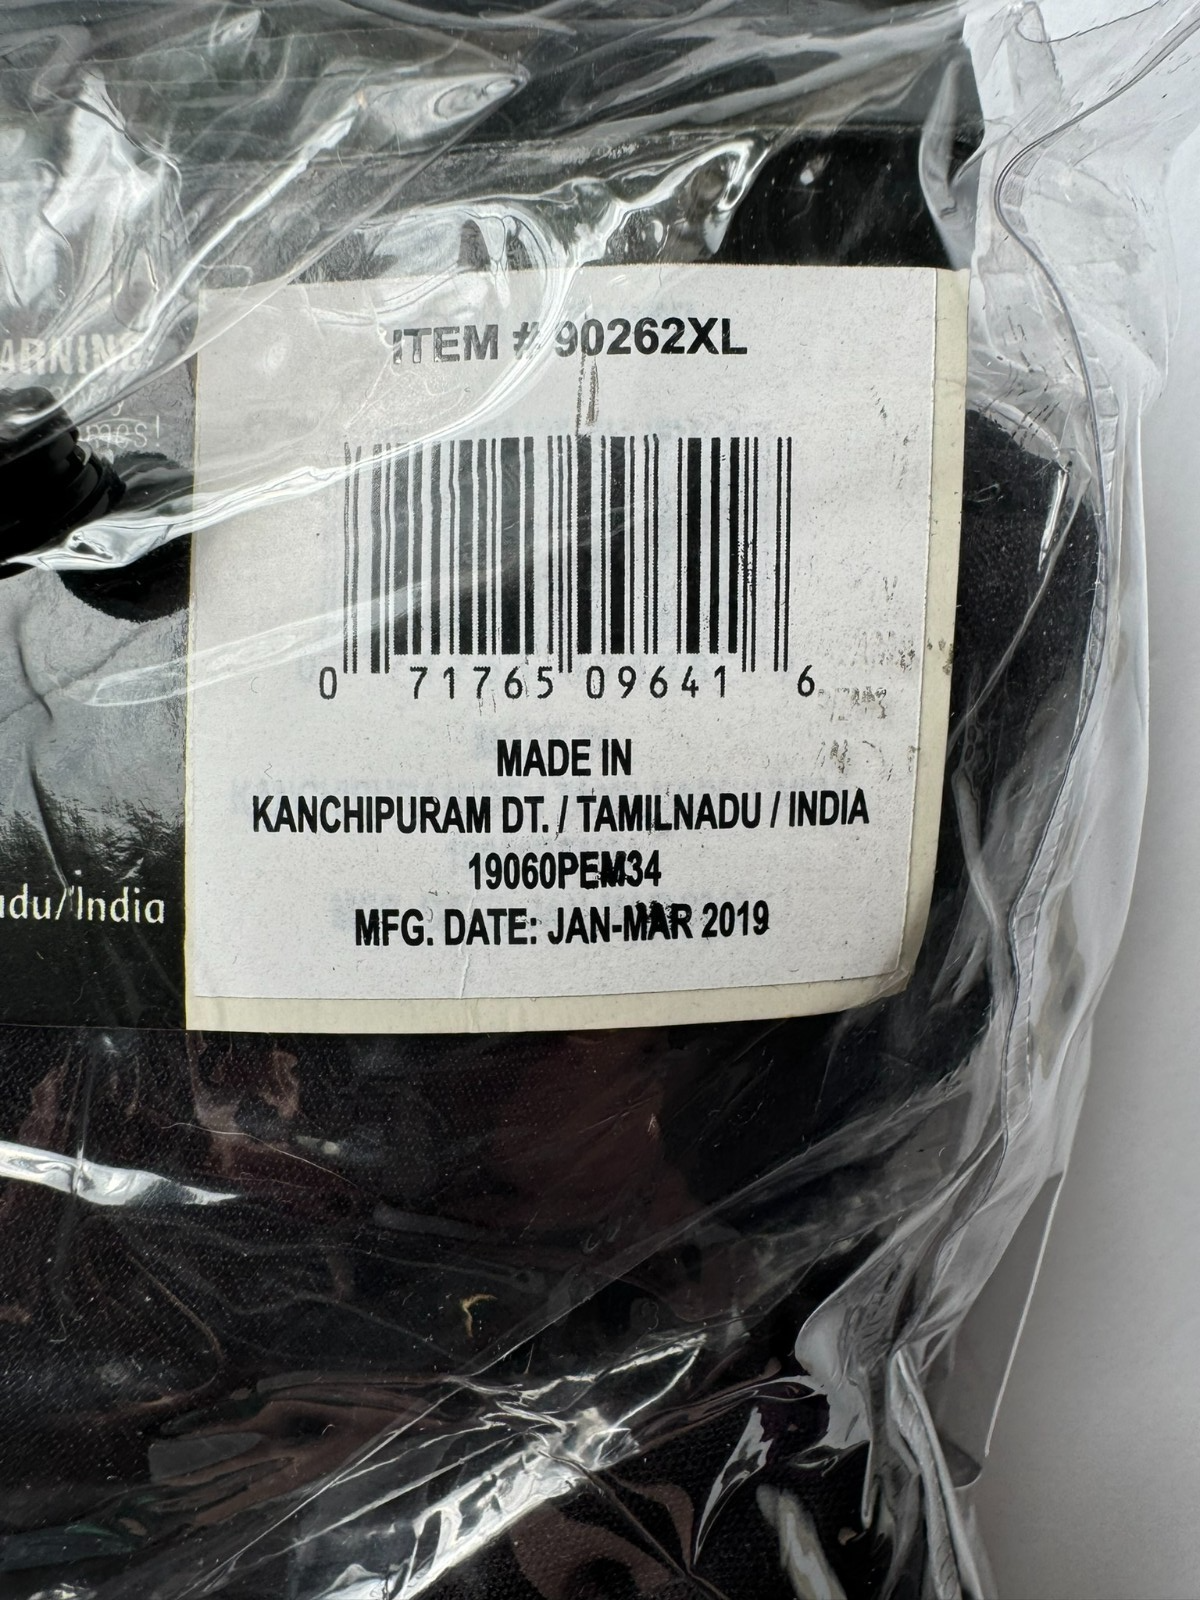 ITEM # 90262XL
0 71765 09641 6
MADE IN
KANCHIPURAM DT. / TAMILNADU / INDIA
19060PEM34
MFG. DATE: JAN-MAR 2019
ARNING
mes!
adu/India